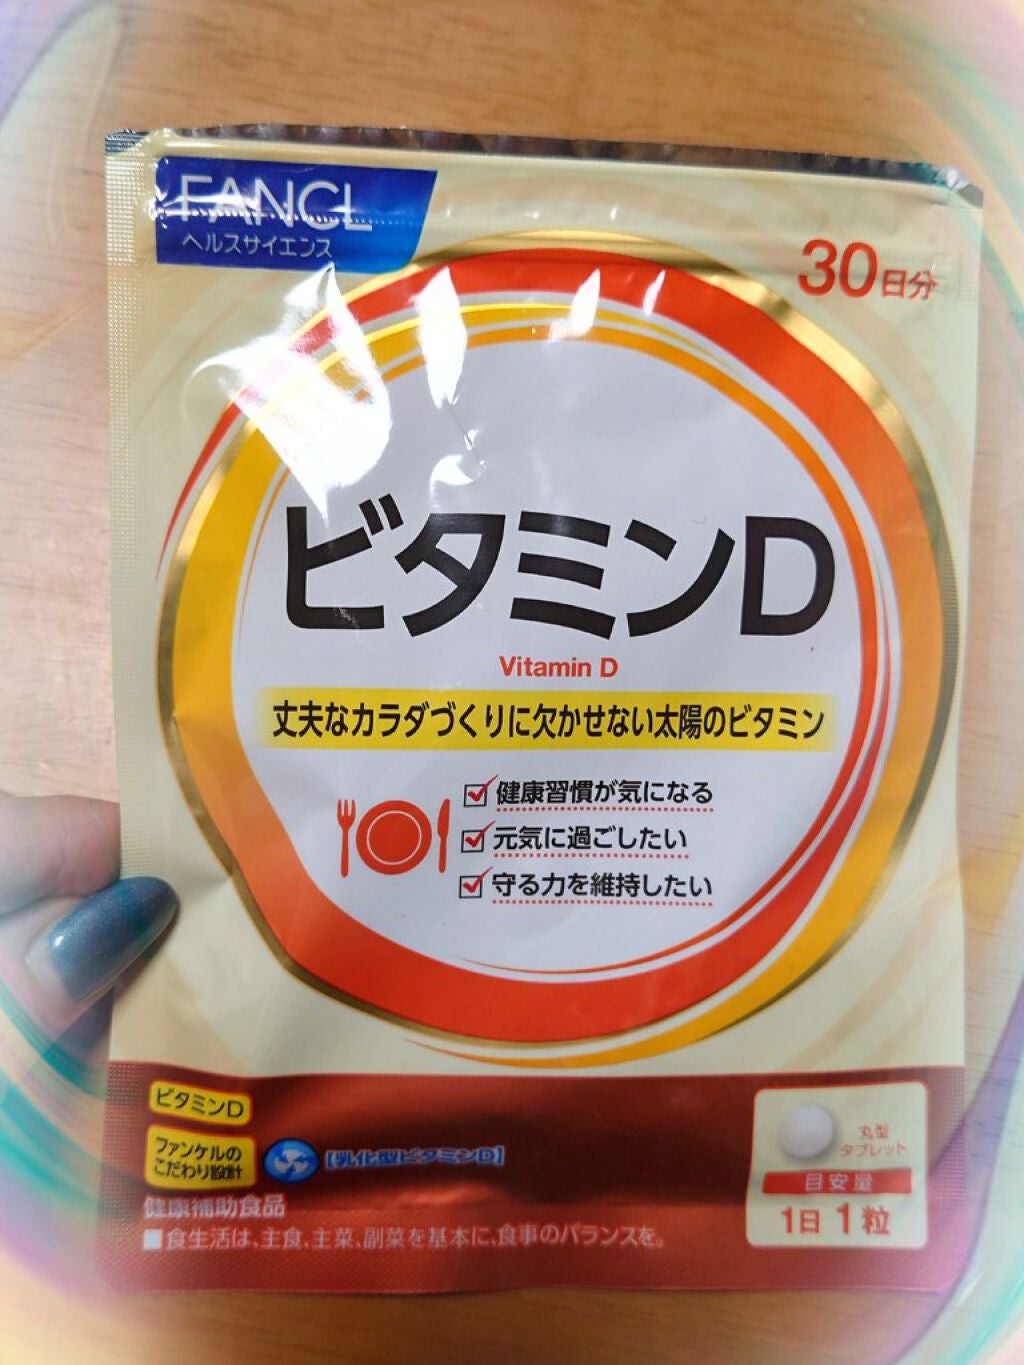 FANCL
ヘルスサイエンス
30日分
ビタミンD
Vitamin D
丈夫なカラダづくりに欠かせない太陽のビタミン
健康習慣が気になる
元気に過ごしたい
守る力を維持したい
ビタミンD
ファンケルの
こだわり設計
【乳化型ビタミンD】
健康補助食品
■食生活は、主食、主菜、副菜を基本に、食事のバランスを。
丸型
タブレット
目安量
1日1粒